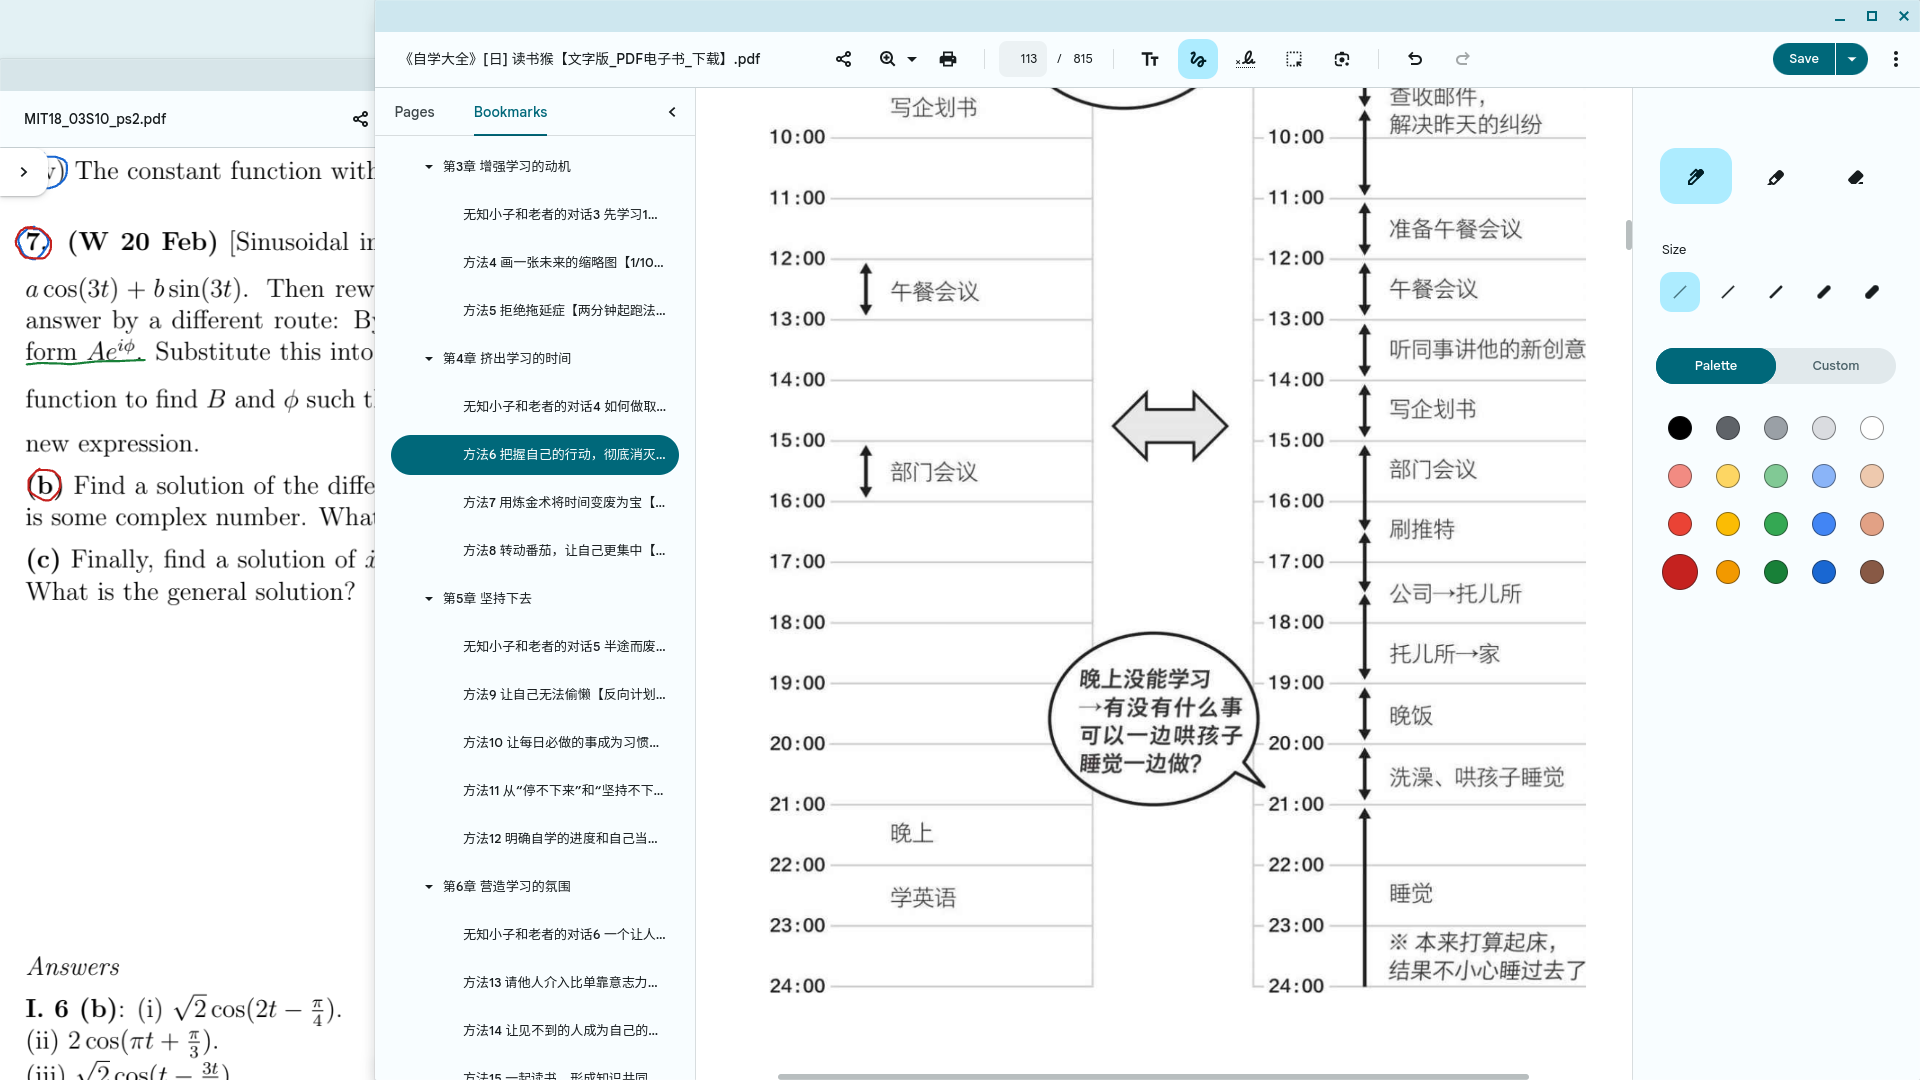 《自学大全》[日] 读书猴【文字版_PDF电子书_下载】.pdf
113 / 815
Save
MIT18_03S10_ps2.pdf
v) The constant function with
7. (W 20 Feb) [Sinusoidal in
a cos(3t) + b sin(3t). Then rew
answer by a different route: By
form Ae^{iϕ}. Substitute this into
function to find B and ϕ such t
new expression.
(b) Find a solution of the diffe
is some complex number. What
(c) Finally, find a solution of ẋ
What is the general solution?
Answers
I. 6 (b): (i) √2 cos(2t − π/4).
(ii) 2 cos(πt + π/3).
(iii) √2 cos(t − 3t
Pages
Bookmarks
第3章 增强学习的动机
无知小子和老者的对话3 先学习1...
方法4 画一张未来的缩略图【1/10...
方法5 拒绝拖延症【两分钟起跑法...
第4章 挤出学习的时间
无知小子和老者的对话4 如何做取...
方法6 把握自己的行动，彻底消灭...
方法7 用炼金术将时间变废为宝【...
方法8 转动番茄，让自己更集中【...
第5章 坚持下去
无知小子和老者的对话5 半途而废...
方法9 让自己无法偷懒【反向计划...
方法10 让每日必做的事成为习惯...
方法11 从“停不下来”和“坚持不下...
方法12 明确自学的进度和自己当...
第6章 营造学习的氛围
无知小子和老者的对话6 一个让人...
方法13 请他人介入比单靠意志力...
方法14 让见不到的人成为自己的...
方法15 一起读书，形成知识共同
写企划书
10:00
11:00
12:00
午餐会议
13:00
14:00
15:00
部门会议
16:00
17:00
18:00
19:00
20:00
21:00
晚上
22:00
学英语
23:00
24:00
晚上没能学习
→有没有什么事
可以一边哄孩子
睡觉一边做？
查收邮件，
解决昨天的纠纷
10:00
11:00
准备午餐会议
12:00
午餐会议
13:00
听同事讲他的新创意
14:00
写企划书
15:00
部门会议
16:00
刷推特
17:00
公司→托儿所
18:00
托儿所→家
19:00
晚饭
20:00
洗澡、哄孩子睡觉
21:00
22:00
睡觉
23:00
※ 本来打算起床，
结果不小心睡过去了
24:00
Size
Palette
Custom